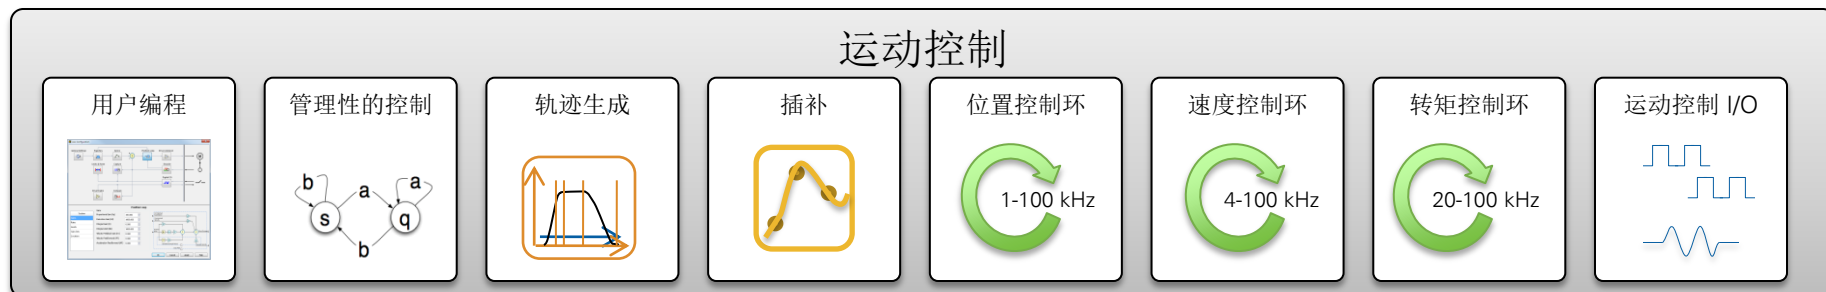 运动控制
用户编程
管理性的控制
轨迹生成
插补
位置控制环
速度控制环
转矩控制环
运动控制 I/O
b
a
a
s
q
b
1-100 kHz
4-100 kHz
20-100 kHz